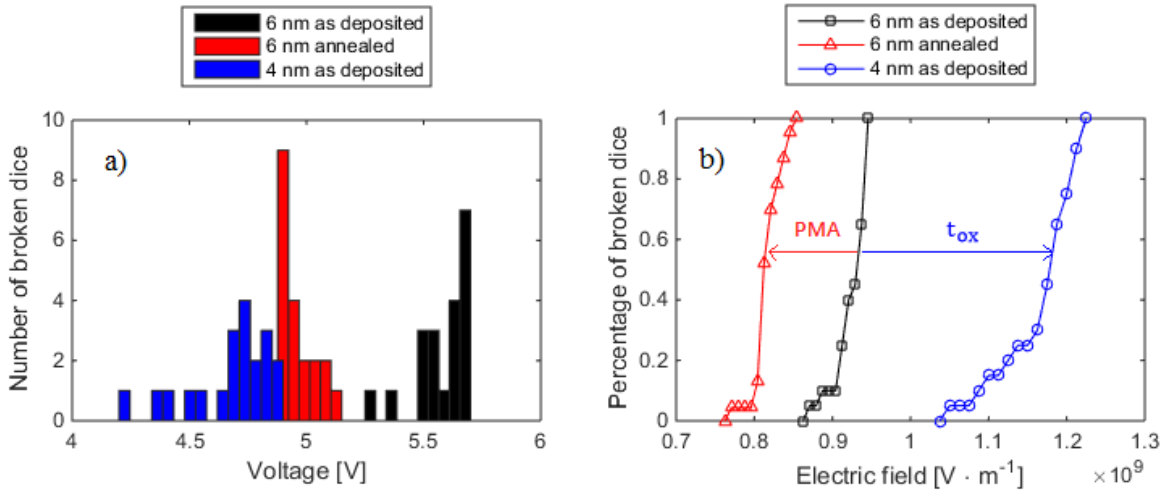 6 nm as deposited
6 nm annealed
4 nm as deposited
a)
Number of broken dice
10
8
6
4
2
0
4
4.5
5
5.5
6
Voltage [V]
6 nm as deposited
6 nm annealed
4 nm as deposited
b)
Percentage of broken dice
1
0.8
0.6
0.4
0.2
0
PMA
tox
0.7
0.8
0.9
1
1.1
1.2
1.3
Electric field [V · m⁻¹]
×10⁹